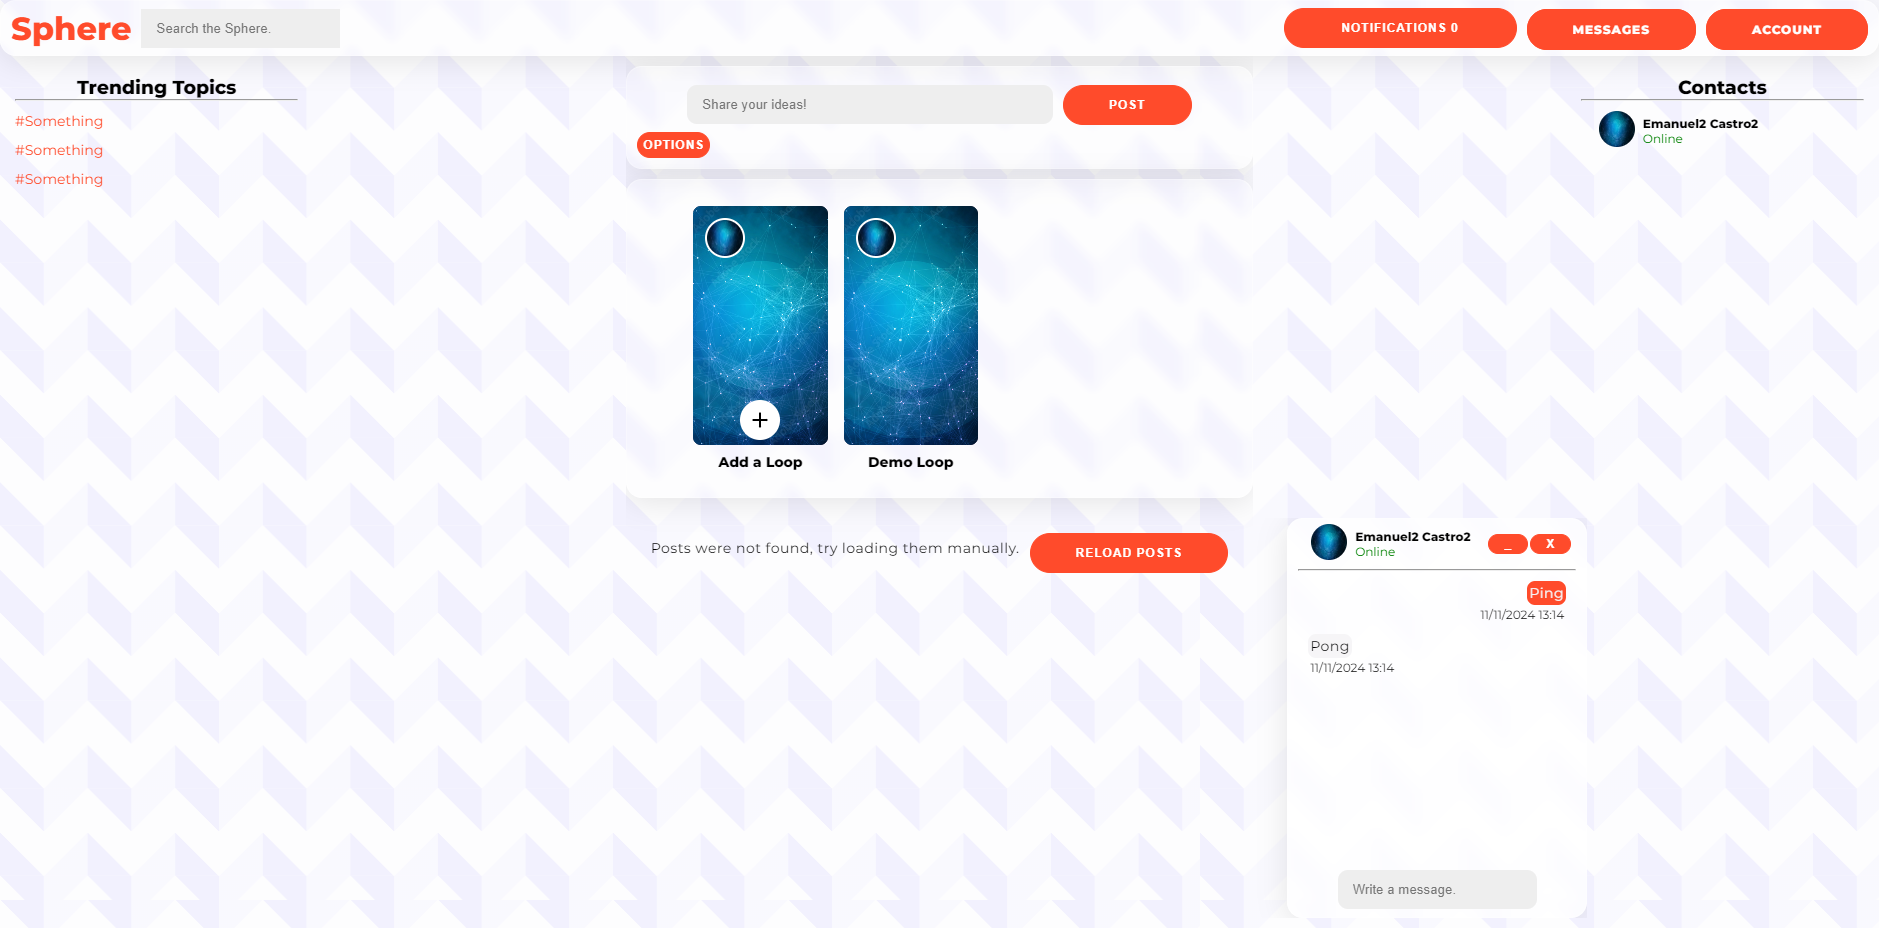 Sphere
Search the Sphere.
NOTIFICATIONS 0
MESSAGES
ACCOUNT
Trending Topics
#Something
#Something
#Something
Share your ideas!
POST
OPTIONS
Add a Loop
Demo Loop
Posts were not found, try loading them manually.
RELOAD POSTS
Contacts
Emanuel2 Castro2
Online
Emanuel2 Castro2
Online
_
X
Ping
11/11/2024 13:14
Pong
11/11/2024 13:14
Write a message.